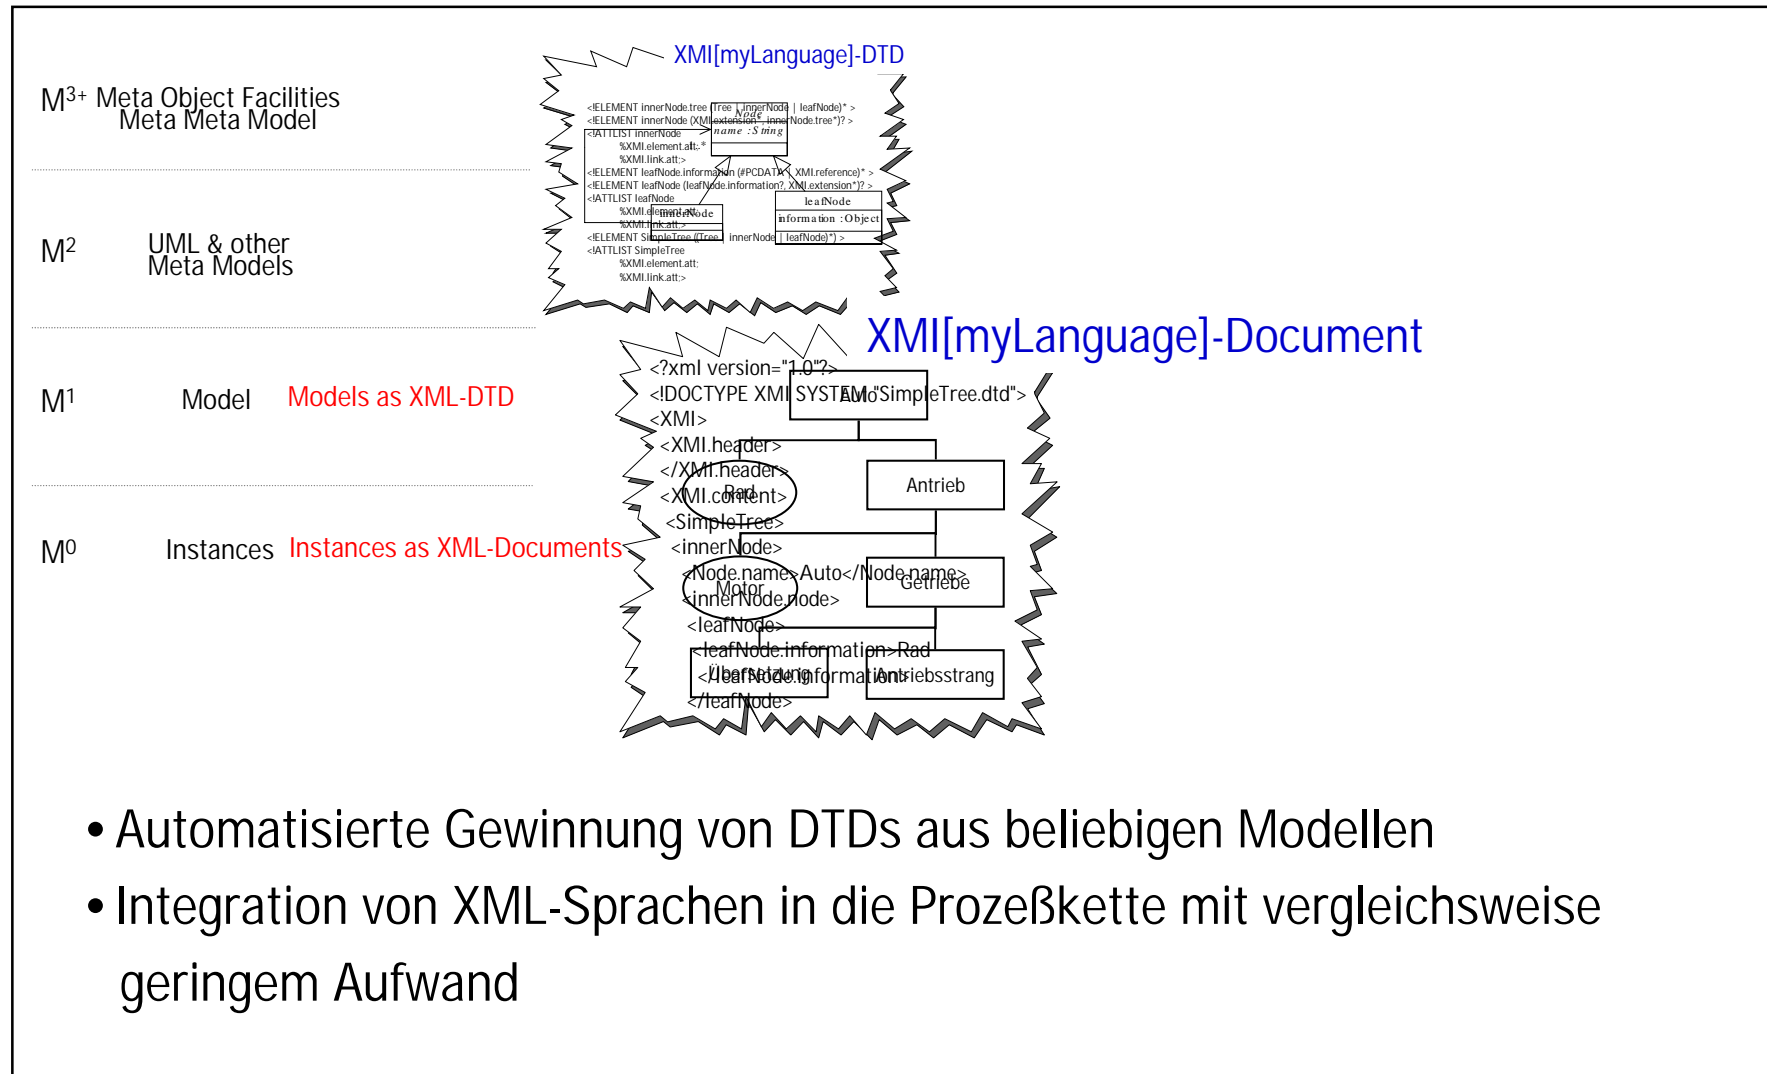 M3+ Meta Object Facilities
Meta Meta Model
M2 UML & other
Meta Models
M1 Model Models as XML-DTD
M0 Instances Instances as XML-Documents
XMI[myLanguage]-DTD
<!ELEMENT innerNode.tree (Tree | innerNode | leafNode)* >
<!ELEMENT innerNode (XMI.extension*, innerNode.tree*)? >
<!ATTLIST innerNode
%XMI.element.att;
%XMI.link.att;>
<!ELEMENT leafNode.information (#PCDATA | XMI.reference)* >
<!ELEMENT leafNode (leafNode.information?, XMI.extension*)? >
<!ATTLIST leafNode
%XMI.element.att;
%XMI.link.att;>
<!ELEMENT SimpleTree ((Tree | innerNode | leafNode)*) >
<!ATTLIST SimpleTree
%XMI.element.att;
%XMI.link.att;>
Node
name : String
innerNode
leafNode
information : Object
XMI[myLanguage]-Document
<?xml version="1.0"?>
<!DOCTYPE XMI SYSTEM "SimpleTree.dtd">
<XMI>
<XMI.header>
</XMI.header>
<XMI.content>
<SimpleTree>
<innerNode>
<Node.name>Auto</Node.name>
<innerNode.node>
<leafNode>
<leafNode.information>Rad
</leafNode.information>
</leafNode>
Auto
Rad
Antrieb
Motor
Getriebe
Übersetzung
Antriebsstrang
• Automatisierte Gewinnung von DTDs aus beliebigen Modellen
• Integration von XML-Sprachen in die Prozeßkette mit vergleichsweise
geringem Aufwand